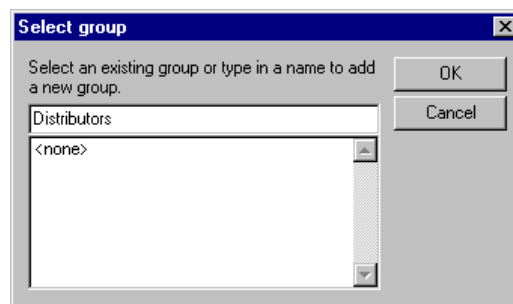 Select group
Select an existing group or type in a name to add
a new group.
OK
Distributors
Cancel
<none>